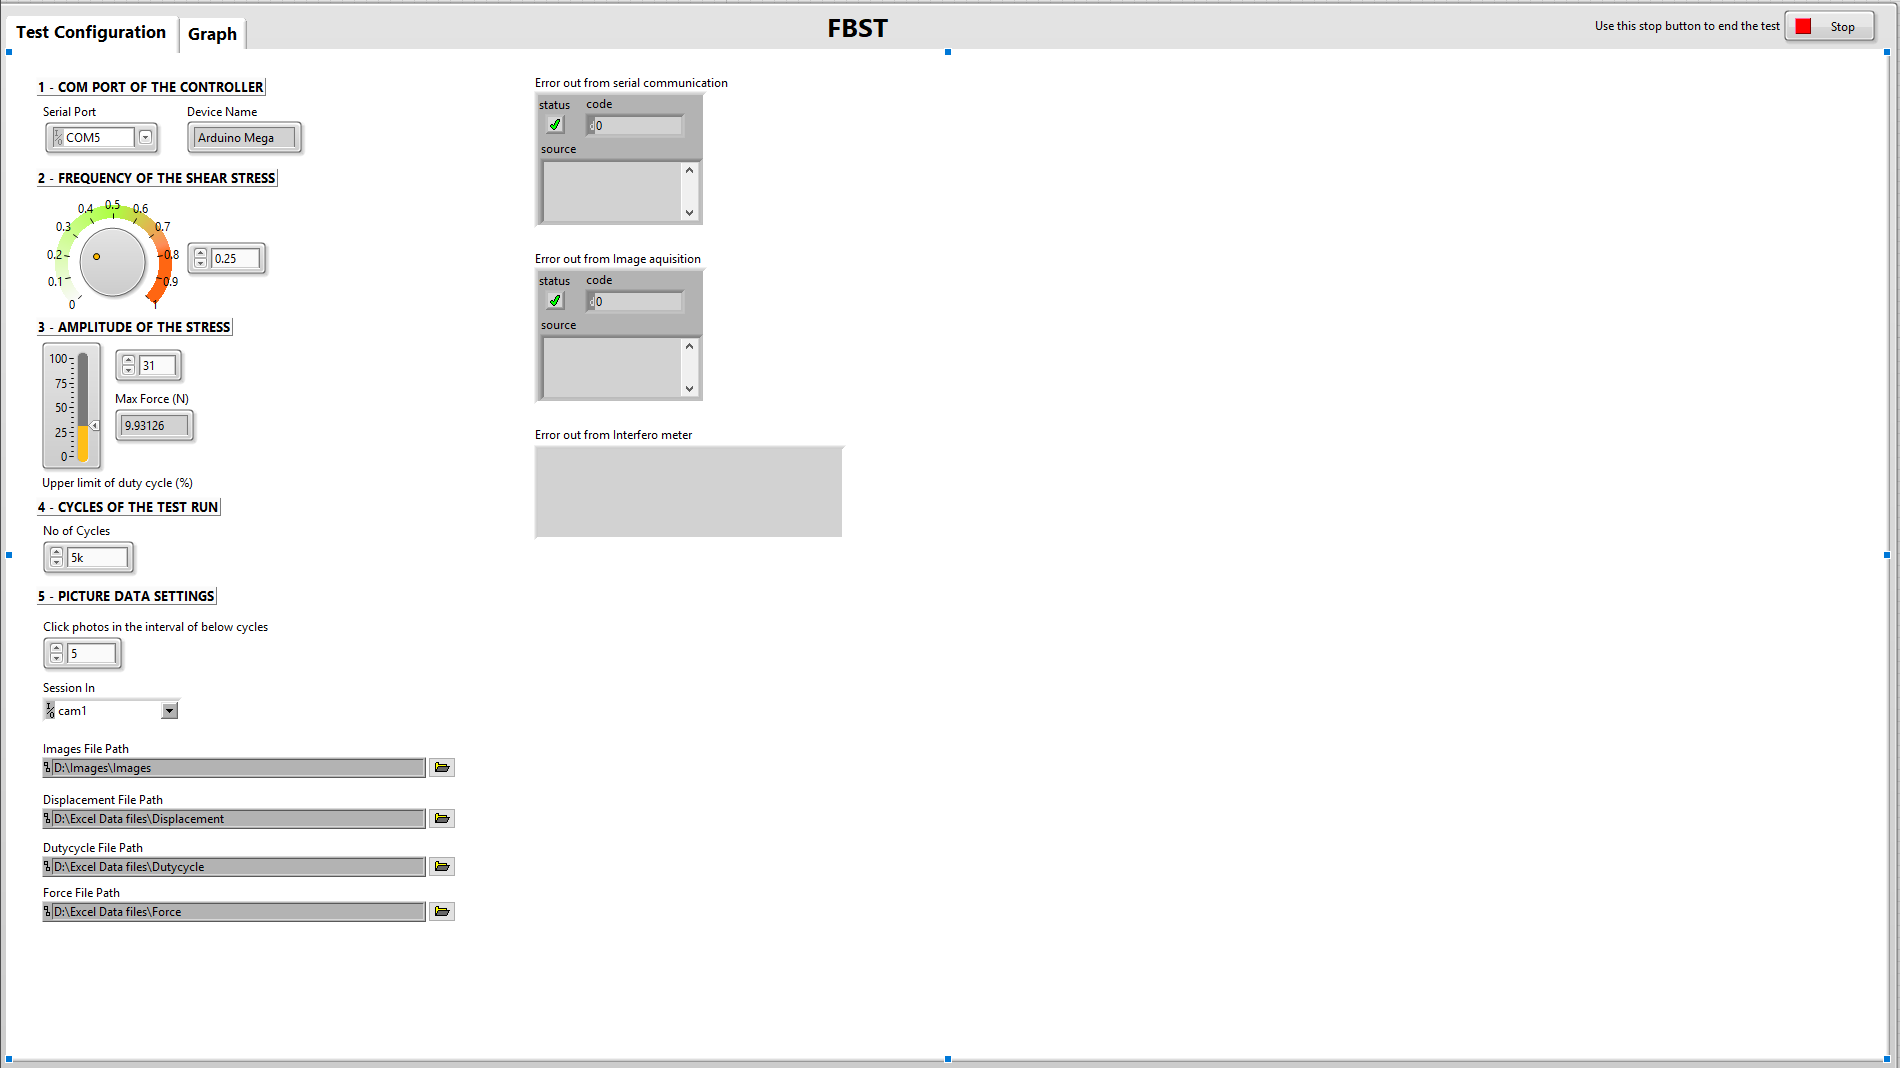 Test Configuration
Graph
FBST
Use this stop button to end the test
Stop
1 - COM PORT OF THE CONTROLLER
Serial Port
Device Name
COM5
Arduino Mega
2 - FREQUENCY OF THE SHEAR STRESS
0
0.1
0.2
0.3
0.4
0.5
0.6
0.7
0.8
0.9
1
0.25
3 - AMPLITUDE OF THE STRESS
100
75
50
25
0
31
Max Force (N)
9.93126
Upper limit of duty cycle (%)
4 - CYCLES OF THE TEST RUN
No of Cycles
5k
5 - PICTURE DATA SETTINGS
Click photos in the interval of below cycles
5
Session In
cam1
Images File Path
D:\Images\Images
Displacement File Path
D:\Excel Data files\Displacement
Dutycycle File Path
D:\Excel Data files\Dutycycle
Force File Path
D:\Excel Data files\Force
Error out from serial communication
status
code
0
source
Error out from Image aquisition
status
code
0
source
Error out from Interfero meter